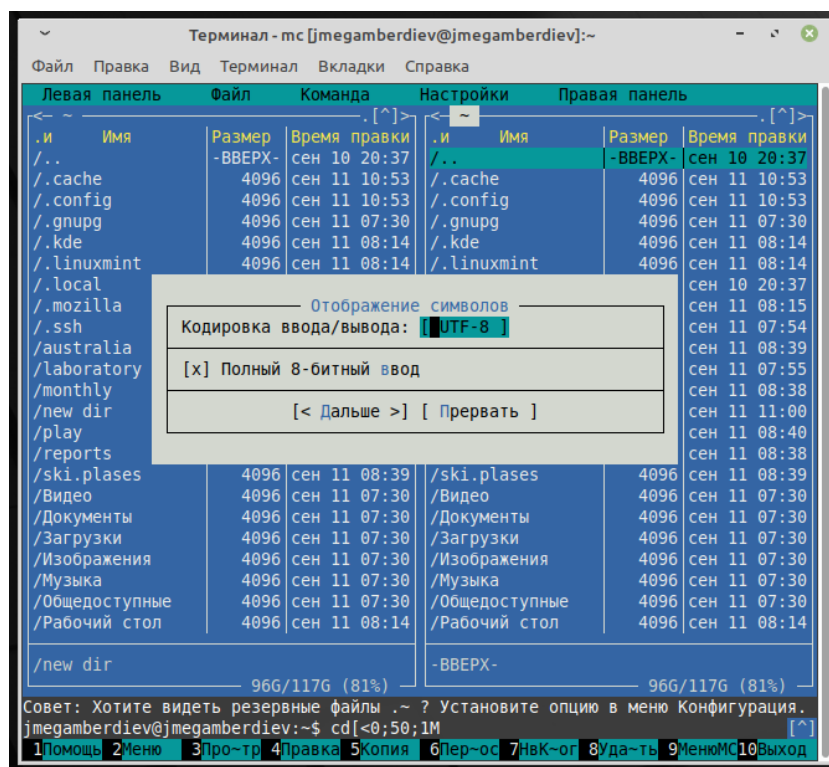 Терминал - mc [jmegamberdiev@jmegamberdiev]:~
Файл Правка Вид Терминал Вкладки Справка
Левая панель Файл Команда Настройки Правая панель
<— ~ .[^]> <— ~ .[^]>
.и Имя Размер Время правки .и Имя Размер Время правки
/.. -ВВЕРХ- сен 10 20:37 /.. -ВВЕРХ- сен 10 20:37
/.cache 4096 сен 11 10:53 /.cache 4096 сен 11 10:53
/.config 4096 сен 11 10:53 /.config 4096 сен 11 10:53
/.gnupg 4096 сен 11 07:30 /.gnupg 4096 сен 11 07:30
/.kde 4096 сен 11 08:14 /.kde 4096 сен 11 08:14
/.linuxmint 4096 сен 11 08:14 /.linuxmint 4096 сен 11 08:14
/.local сен 10 20:37
/.mozilla Отображение символов сен 11 08:15
/.ssh Кодировка ввода/вывода: [ UTF-8 ] сен 11 07:54
/australia сен 11 08:39
/laboratory [x] Полный 8-битный ввод сен 11 07:55
/monthly сен 11 08:38
/new dir [< Дальше >] [ Прервать ] сен 11 11:00
/play сен 11 08:40
/reports сен 11 08:38
/ski.plases 4096 сен 11 08:39 /ski.plases 4096 сен 11 08:39
/Видео 4096 сен 11 07:30 /Видео 4096 сен 11 07:30
/Документы 4096 сен 11 07:30 /Документы 4096 сен 11 07:30
/Загрузки 4096 сен 11 07:30 /Загрузки 4096 сен 11 07:30
/Изображения 4096 сен 11 07:30 /Изображения 4096 сен 11 07:30
/Музыка 4096 сен 11 07:30 /Музыка 4096 сен 11 07:30
/Общедоступные 4096 сен 11 07:30 /Общедоступные 4096 сен 11 07:30
/Рабочий стол 4096 сен 11 08:14 /Рабочий стол 4096 сен 11 08:14
/new dir -ВВЕРХ-
96G/117G (81%) 96G/117G (81%)
Совет: Хотите видеть резервные файлы .~ ? Установите опцию в меню Конфигурация.
jmegamberdiev@jmegamberdiev:~$ cd[<0;50;1M [^]
1Помощь 2Меню 3Про~тр 4Правка 5Копия 6Пер~ос 7НвК~ог 8Уда~ть 9МенюМС 10Выход